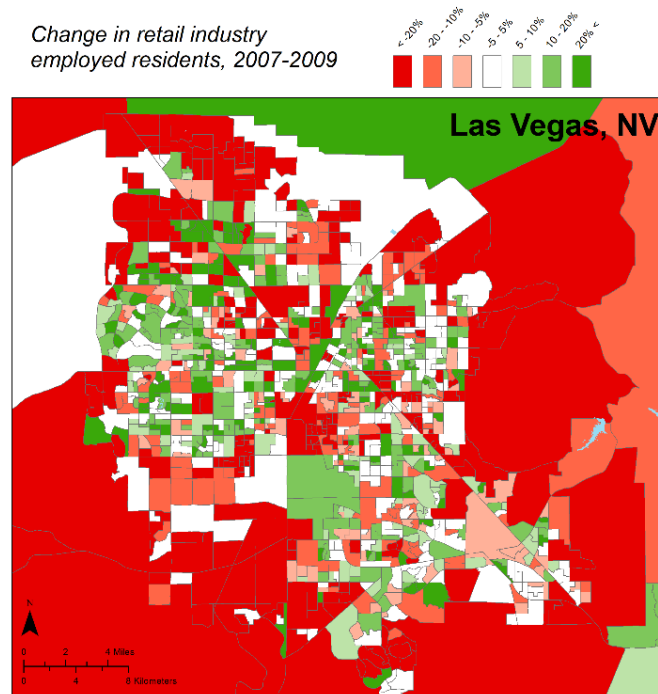 Change in retail industry
employed residents, 2007-2009
< -20%
-20 - -10%
-10 - -5%
-5 - 5%
5 - 10%
10 - 20%
20% <
Las Vegas, NV
N
0 2 4 Miles
0 4 8 Kilometers